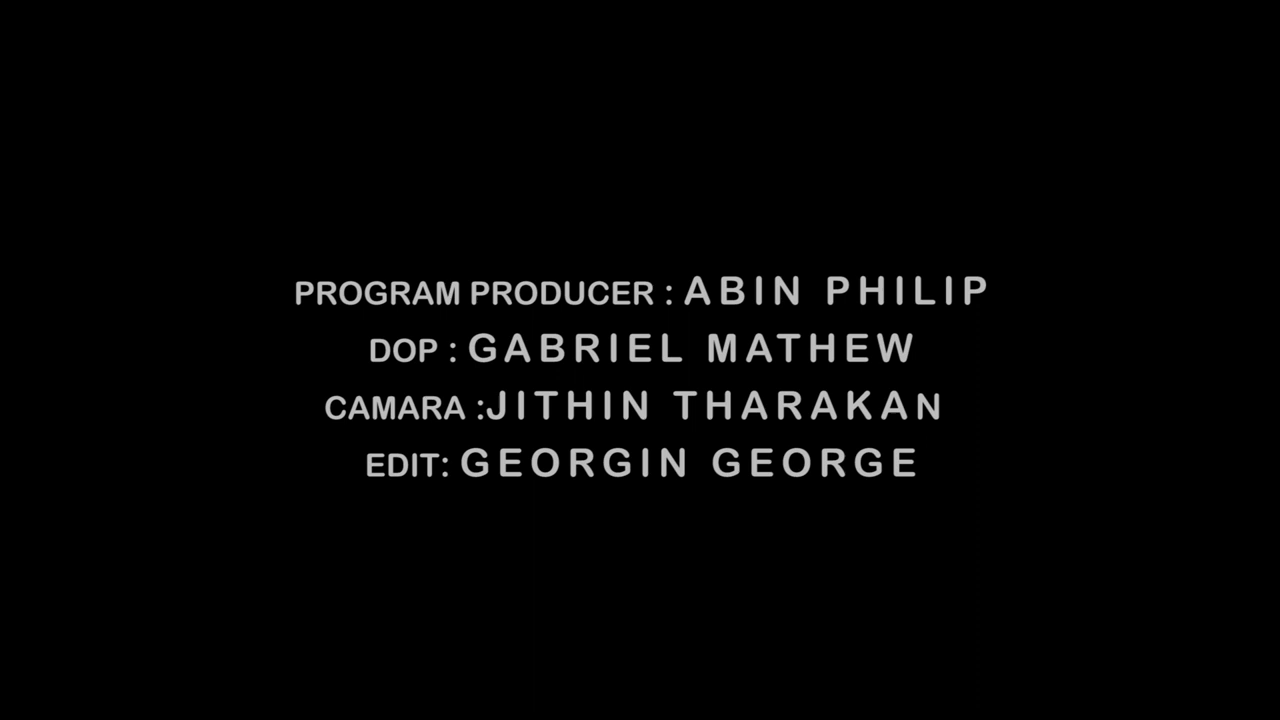 PROGRAM PRODUCER : ABIN PHILIP
DOP : GABRIEL MATHEW
CAMARA :JITHIN THARAKAN
EDIT: GEORGIN GEORGE